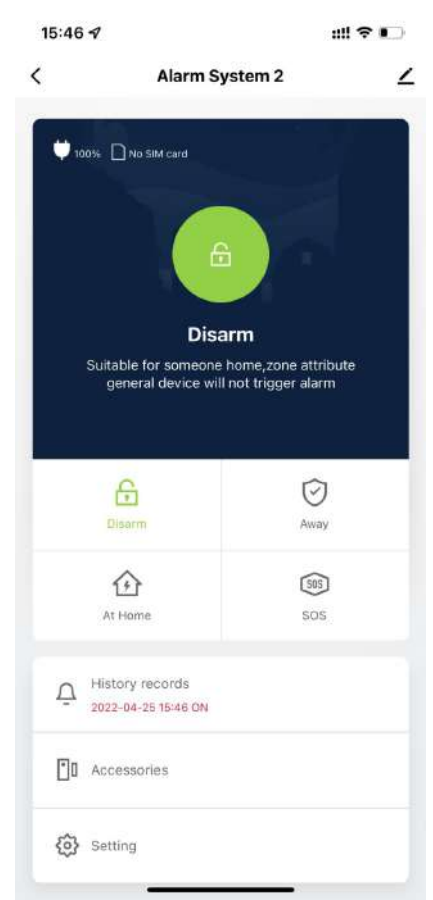 15:46
Alarm System 2
100% No SIM card
Disarm
Suitable for someone home,zone attribute
general device will not trigger alarm
Disarm
Away
At Home
SOS
SOS
History records
2022-04-25 15:46 ON
Accessories
Setting